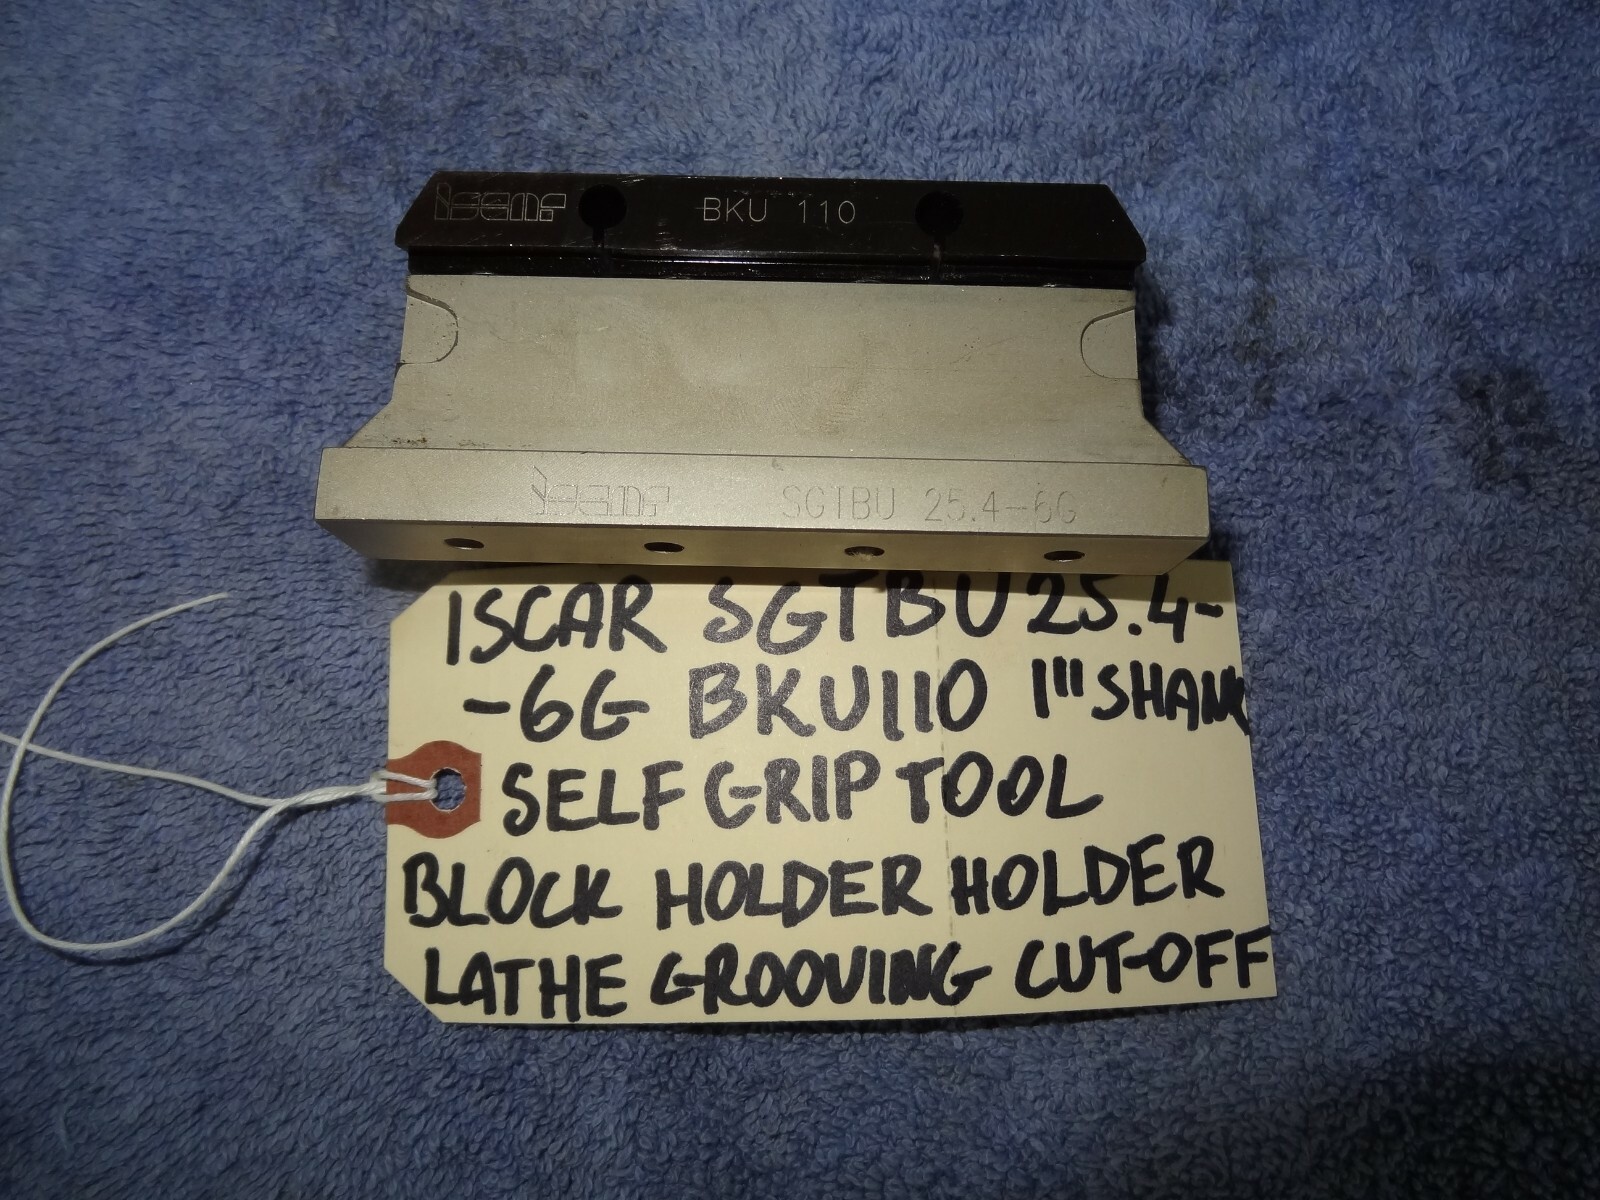 ISCAR BKU 110
ISCAR SGTBU 25.4-6G
ISCAR SGTBU 25.4-
-6G BKU110 1"' SHANK
SELF GRIP TOOL
BLOCK HOLDER HOLDER
LATHE GROOVING CUT-OFF